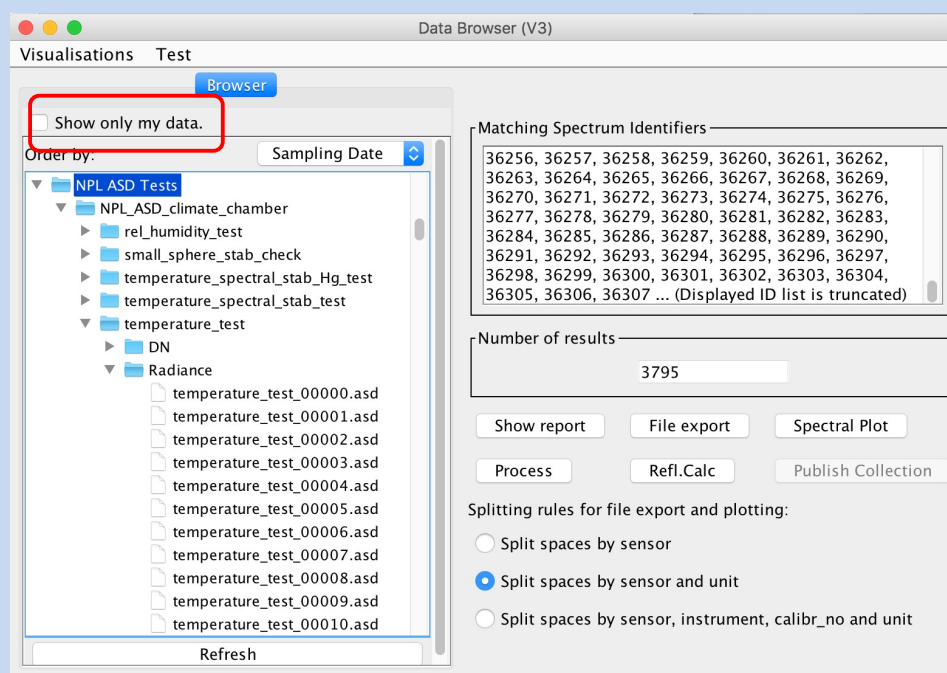 Data Browser (V3)
Visualisations Test
Browser
Show only my data.
Order by: Sampling Date
NPL ASD Tests
NPL_ASD_climate_chamber
rel_humidity_test
small_sphere_stab_check
temperature_spectral_stab_Hg_test
temperature_spectral_stab_test
temperature_test
DN
Radiance
temperature_test_00000.asd
temperature_test_00001.asd
temperature_test_00002.asd
temperature_test_00003.asd
temperature_test_00004.asd
temperature_test_00005.asd
temperature_test_00006.asd
temperature_test_00007.asd
temperature_test_00008.asd
temperature_test_00009.asd
temperature_test_00010.asd
Refresh
Matching Spectrum Identifiers
36256, 36257, 36258, 36259, 36260, 36261, 36262,
36263, 36264, 36265, 36266, 36267, 36268, 36269,
36270, 36271, 36272, 36273, 36274, 36275, 36276,
36277, 36278, 36279, 36280, 36281, 36282, 36283,
36284, 36285, 36286, 36287, 36288, 36289, 36290,
36291, 36292, 36293, 36294, 36295, 36296, 36297,
36298, 36299, 36300, 36301, 36302, 36303, 36304,
36305, 36306, 36307 ... (Displayed ID list is truncated)
Number of results
3795
Show report File export Spectral Plot
Process Refl.Calc Publish Collection
Splitting rules for file export and plotting:
Split spaces by sensor
Split spaces by sensor and unit
Split spaces by sensor, instrument, calibr_no and unit